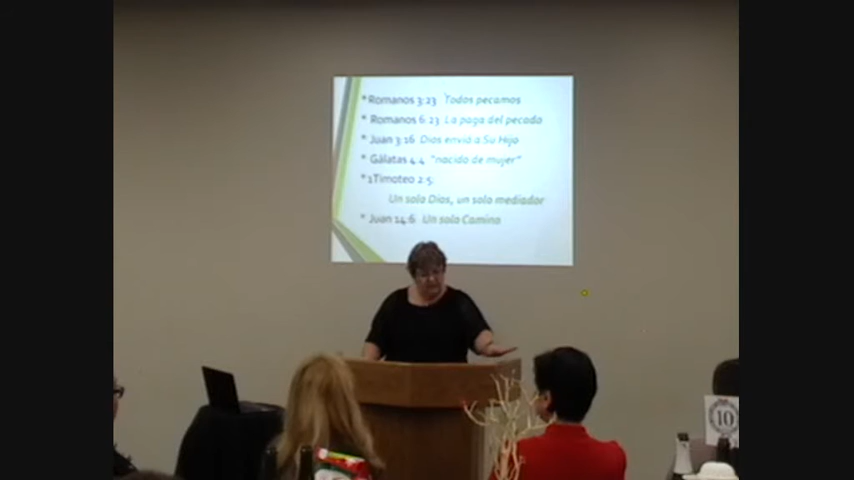 *Romanos 3:23 Todos pecamos
* Romanos 6:23 La paga del pecado
* Juan 3:16 Dios envió a Su Hijo
* Gálatas 4:4 "nacido de mujer"
*1Timoteo 2:5:
Un solo Dios, un solo mediador
* Juan 14:6 Un solo Camino
10